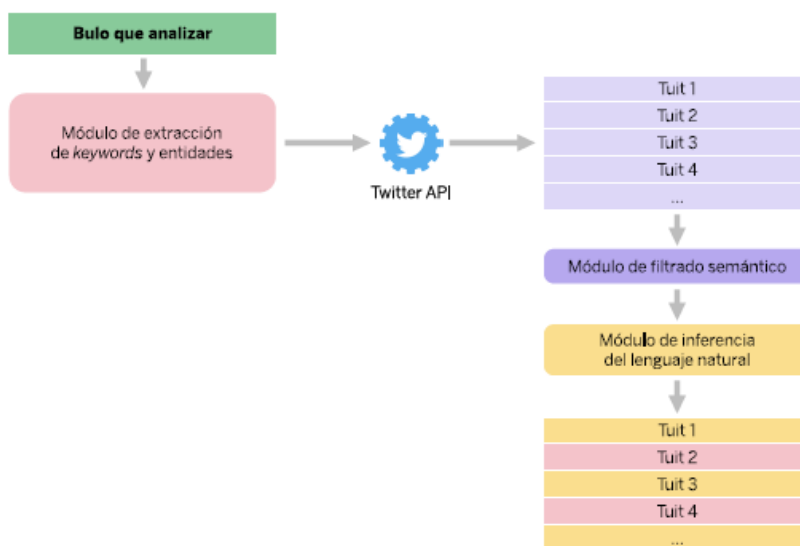 Bulo que analizar
Módulo de extracción
de keywords y entidades
Twitter API
Tuit 1
Tuit 2
Tuit 3
Tuit 4
...
Módulo de filtrado semántico
Módulo de inferencia
del lenguaje natural
Tuit 1
Tuit 2
Tuit 3
Tuit 4
...